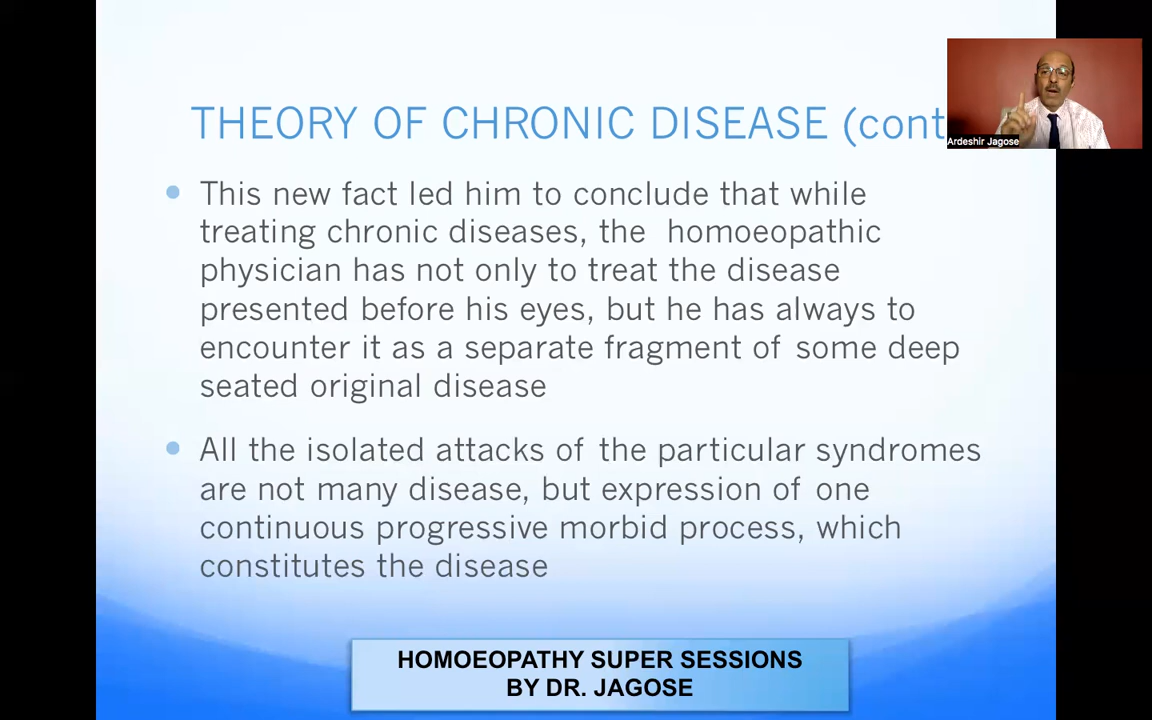 THEORY OF CHRONIC DISEASE (cont
Ardeshir Jagose
This new fact led him to conclude that while
treating chronic diseases, the homoeopathic
physician has not only to treat the disease
presented before his eyes, but he has always to
encounter it as a separate fragment of some deep
seated original disease
All the isolated attacks of the particular syndromes
are not many disease, but expression of one
continuous progressive morbid process, which
constitutes the disease
HOMOEOPATHY SUPER SESSIONS
BY DR. JAGOSE